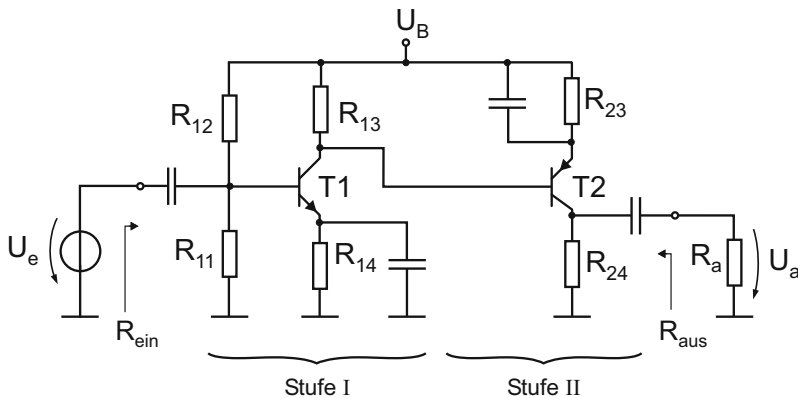 U_B
R_12
R_13
R_23
T1
T2
U_e
R_11
R_14
R_24
R_a
U_a
R_ein
R_aus
Stufe I
Stufe II